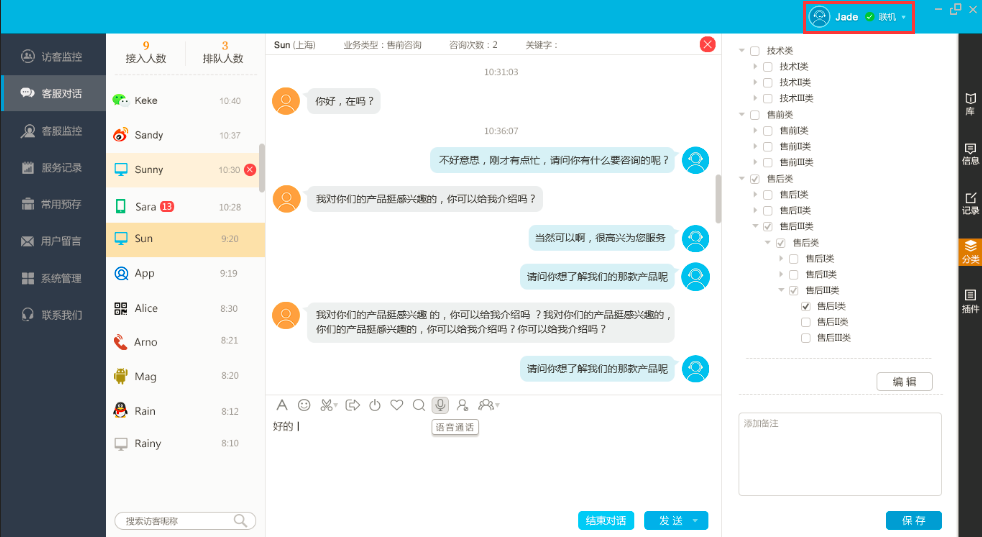 Jade 联机
访客监控
客服对话
客服监控
服务记录
常用预存
用户留言
系统管理
联系我们
9
接入人数
3
排队人数
Keke 10:40
Sandy 10:37
Sunny 10:30
Sara 13 10:28
Sun 9:20
App 9:19
Alice 8:30
Arno 8:21
Mag 8:20
Rain 8:12
Rainy 8:10
搜索访客昵称
Sun (上海) 业务类型：售前咨询 咨询次数：2 关键字：
10:31:03
你好，在吗？
10:36:07
不好意思，刚才有点忙，请问你有什么要咨询的呢？
我对你们的产品挺感兴趣的，你可以给我介绍吗？
当然可以啊，很高兴为您服务
请问你想了解我们的那款产品呢
我对你们的产品挺感兴趣 的，你可以给我介绍吗 ？我对你们的产品挺感兴趣的，
你们的产品挺感兴趣的，你可以给我介绍吗？你可以给我介绍吗？
请问你想了解我们的那款产品呢
语音通话
好的
结束对话
发 送
技术类
技术I类
技术II类
技术III类
售前类
售前I类
售前II类
售前III类
售后类
售后I类
售后II类
售后III类
售后类
售后I类
售后II类
售后III类
售后I类
售后II类
售后III类
编 辑
添加备注
保 存
库
信息
记录
分类
插件